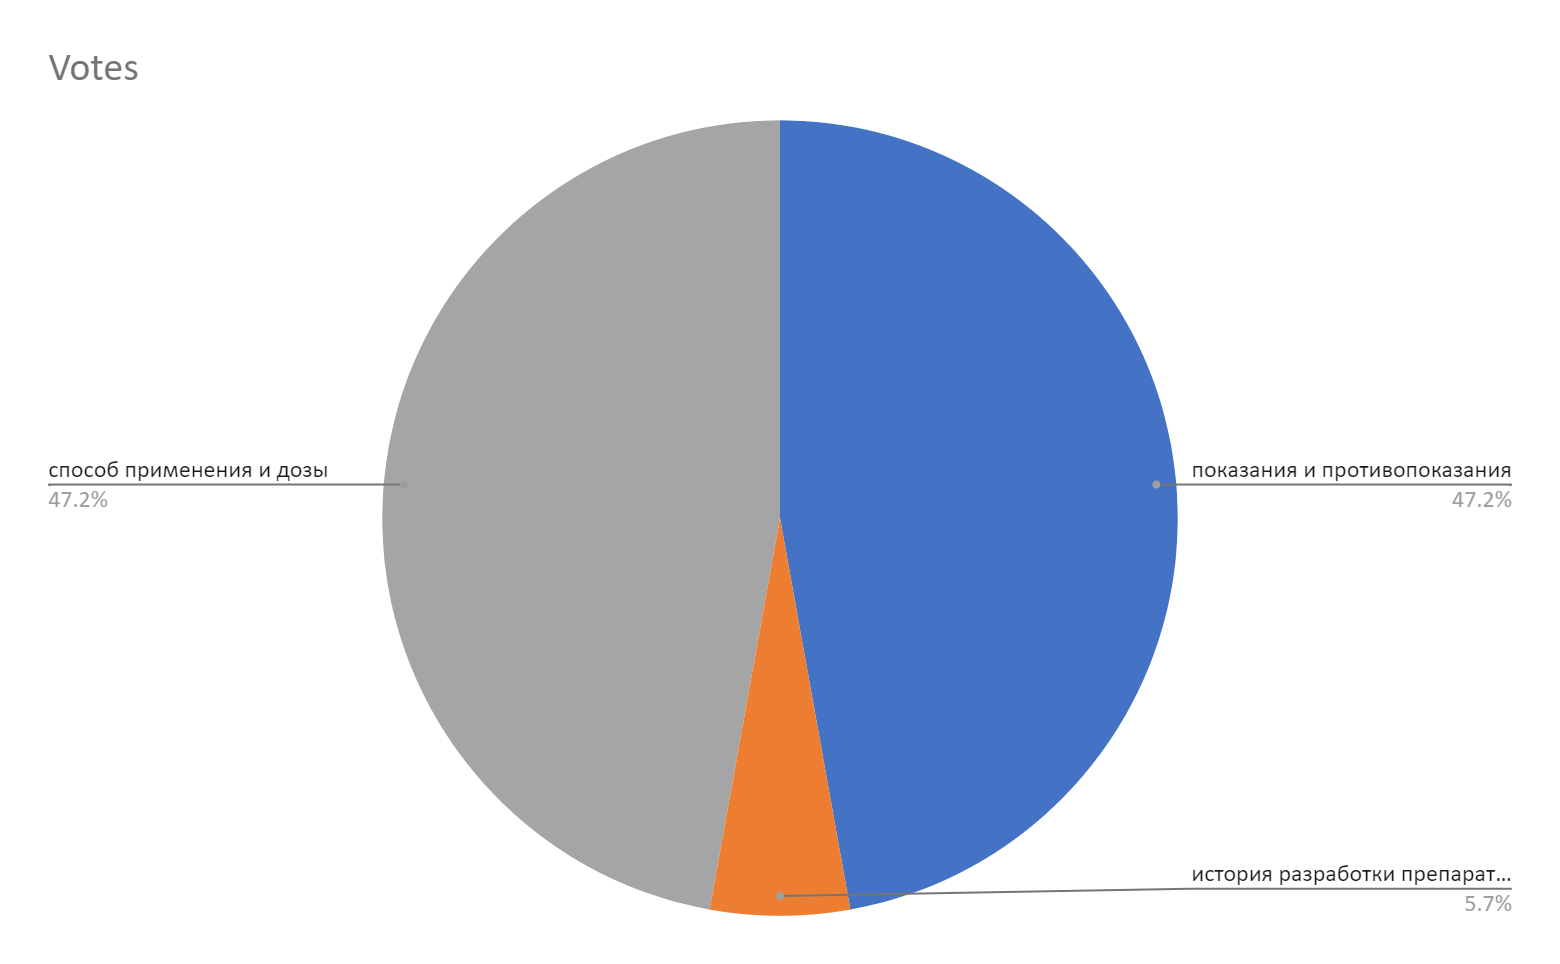 Votes
способ применения и дозы
47.2%
показания и противопоказания
47.2%
история разработки препарат...
5.7%